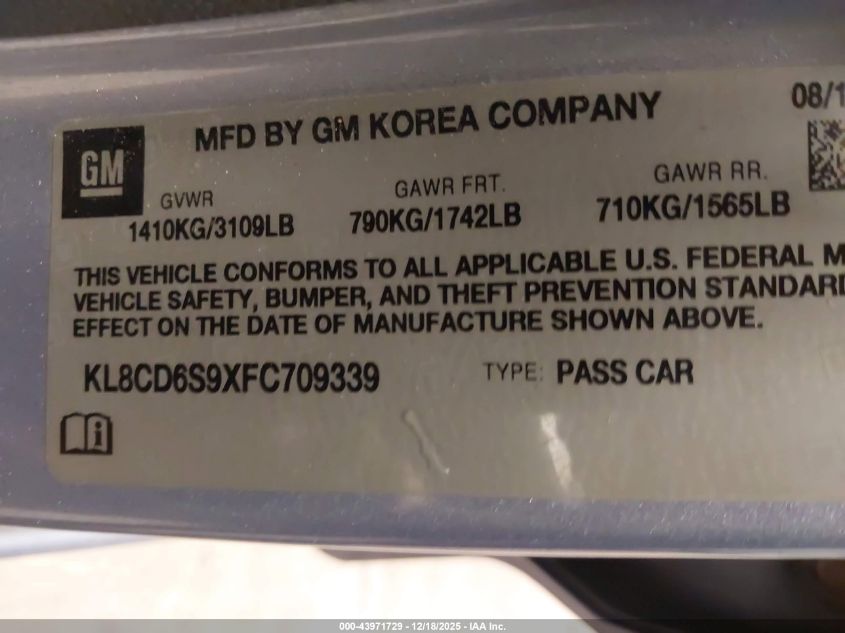 MFD BY GM KOREA COMPANY
08/1
GM
GVWR
GAWR FRT.
GAWR RR.
1410KG/3109LB
790KG/1742LB
710KG/1565LB
THIS VEHICLE CONFORMS TO ALL APPLICABLE U.S. FEDERAL M
VEHICLE SAFETY, BUMPER, AND THEFT PREVENTION STANDARD
EFFECT ON THE DATE OF MANUFACTURE SHOWN ABOVE.
KL8CD6S9XFC709339
TYPE: PASS CAR
i
000-43971729 - 12/18/2025 - IAA Inc.